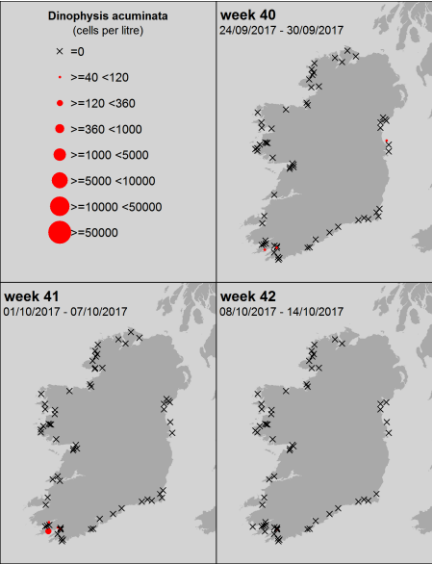 Dinophysis acuminata
(cells per litre)
=0
>=40 <120
>=120 <360
>=360 <1000
>=1000 <5000
>=5000 <10000
>=10000 <50000
>=50000
week 40
24/09/2017 - 30/09/2017
week 41
01/10/2017 - 07/10/2017
week 42
08/10/2017 - 14/10/2017